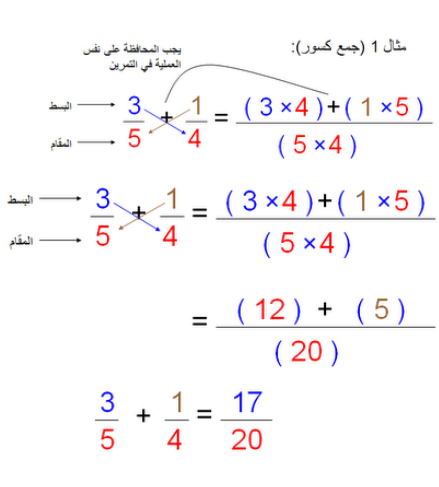 مثال 1 (جمع كسور):
يجب المحافظة على نفس
العملية في التمرين
البسط 3 + 1 = ( 3 ×4 )+( 1 ×5 )
المقام 5 4 ( 5 ×4 )
البسط 3 + 1 = ( 3 ×4 )+( 1 ×5 )
المقام 5 4 ( 5 ×4 )
= ( 12 ) + ( 5 )
( 20 )
3 + 1 = 17
5 4 20